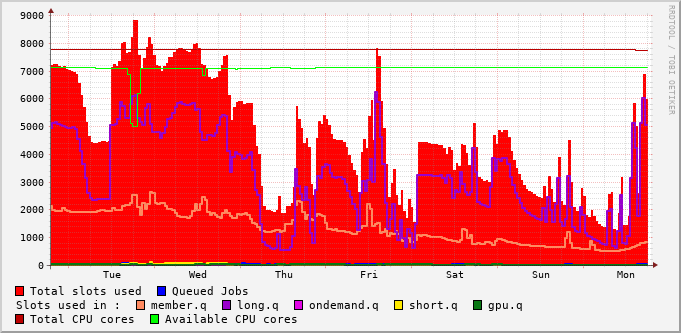 RRDTOOL / TOBI OETIKER
9000
8000
7000
6000
5000
4000
3000
2000
1000
0
Tue Wed Thu Fri Sat Sun Mon
Total slots used Queued Jobs
Slots used in : member.q long.q ondemand.q short.q gpu.q
Total CPU cores Available CPU cores